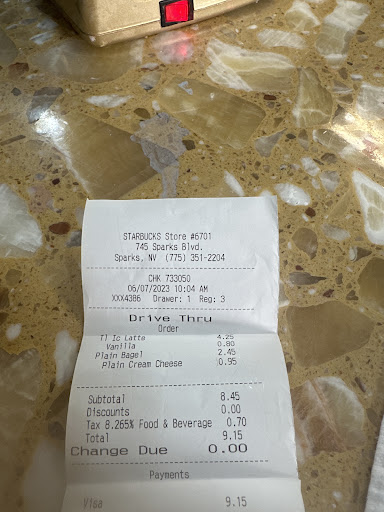 STARBUCKS Store #6701
745 Sparks Blvd.
Sparks, NV (775) 351-2204
CHK 733050
06/07/2023 10:04 AM
XXX4386 Drawer: 1 Reg: 3
Drive Thru
Order
Tl Ic Latte 4.25
Vanilla 0.80
Plain Bagel 2.45
Plain Cream Cheese 0.95
Subtotal 8.45
Discounts 0.00
Tax 8.265% Food & Beverage 0.70
Total 9.15
Change Due 0.00
Payments
Visa 9.15